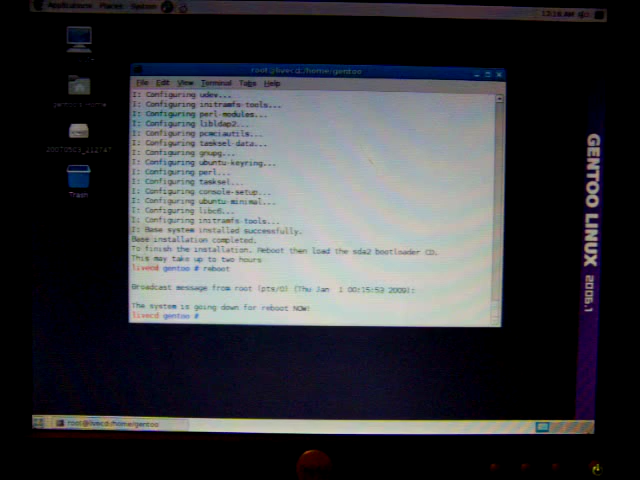 Applications Places System
12:16 AM
gentoo's Home
Trash
root@livecd:/home/gentoo
File Edit View Terminal Tabs Help
I: Configuring udev...
I: Configuring initramfs-tools...
I: Configuring perl-modules...
I: Configuring libldap2...
I: Configuring pcmciautils...
I: Configuring tasksel-data...
I: Configuring gnupg...
I: Configuring ubuntu-keyring...
I: Configuring perl...
I: Configuring tasksel...
I: Configuring console-setup...
I: Configuring ubuntu-minimal...
I: Configuring libc6...
I: Configuring initramfs-tools...
I: Base system installed successfully.
Base installation completed.
To finish the installation. Reboot then load the sda2 bootloader CD.
This may take up to two hours
livecd gentoo # reboot
Broadcast message from root (pts/0) (Thu Jan 1 00:15:53 2009):
The system is going down for reboot NOW!
livecd gentoo #
GENTOO LINUX 2006.1
root@livecd:/home/gentoo